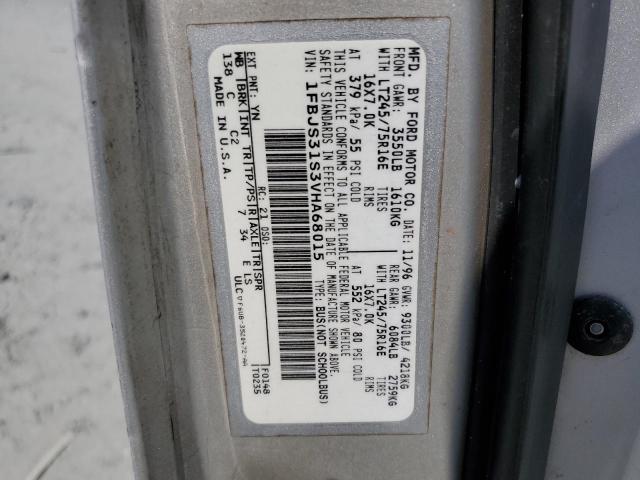 MFD. BY FORD MOTOR CO.
DATE: 11/96 GVWR: 9300LB/ 4218KG
FRONT GAWR: 3550LB 1610KG REAR GAWR: 6084LB 2759KG
WITH LT245/75R16E TIRES WITH LT245/75R16E TIRES
16X7.0K RIMS 16X7.0K RIMS
AT 379 kPa/ 55 PSI COLD AT 552 kPa/ 80 PSI COLD
THIS VEHICLE CONFORMS TO ALL APPLICABLE FEDERAL MOTOR VEHICLE
SAFETY STANDARDS IN EFFECT ON THE DATE OF MANUFACTURE SHOWN ABOVE.
VIN: 1FBJS31S3VHA68015 TYPE: BUS(NOT SCHOOLBUS)
F0148
T0235
EXT PNT: YN RC: 21 DSO:
WB |BRK|INT TR|TP/PS|R|AXLE|TR|SPR
138 C C2 7 34 E LS
MADE IN U.S.A. ULC